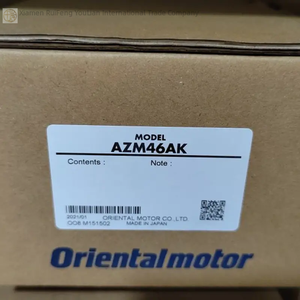 MODEL
AZM46AK
Contents :
Note :
2021/01 ORIENTAL MOTOR CO.,LTD
MADE IN JAPAN
Orientalmotor